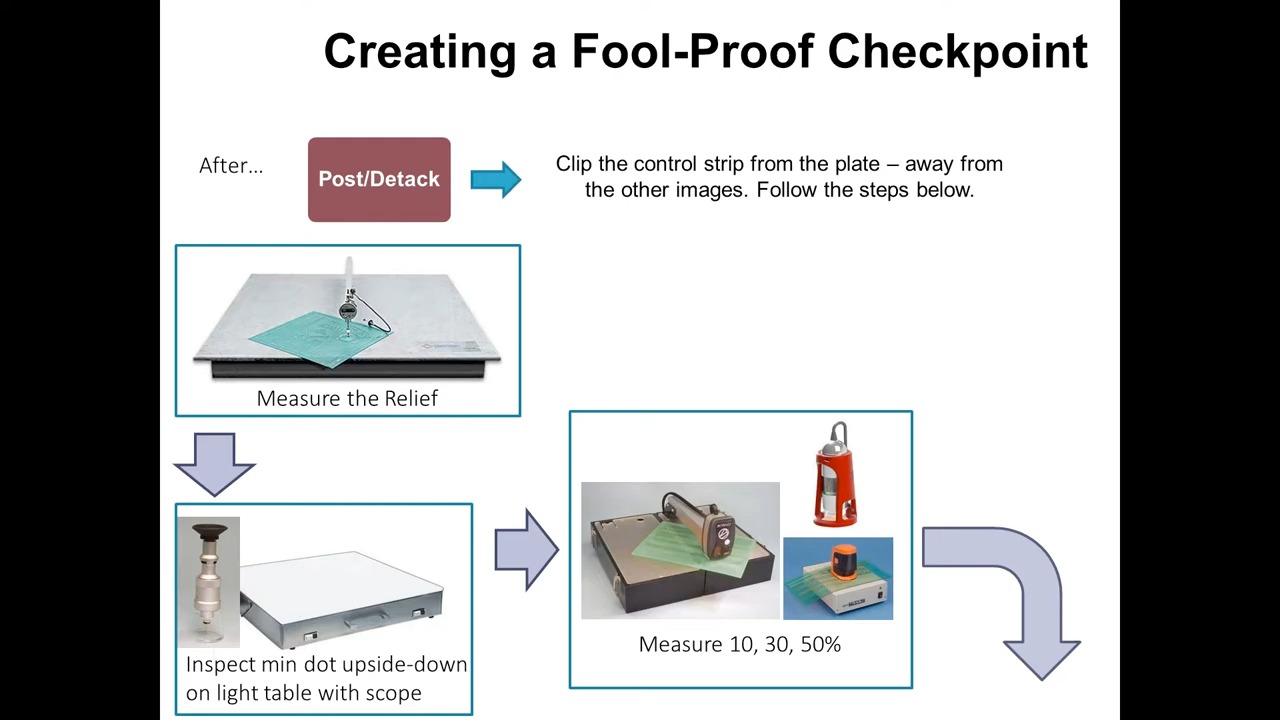 Creating a Fool-Proof Checkpoint
After...
Post/Detack
Clip the control strip from the plate – away from
the other images. Follow the steps below.
Measure the Relief
Inspect min dot upside-down
on light table with scope
Measure 10, 30, 50%